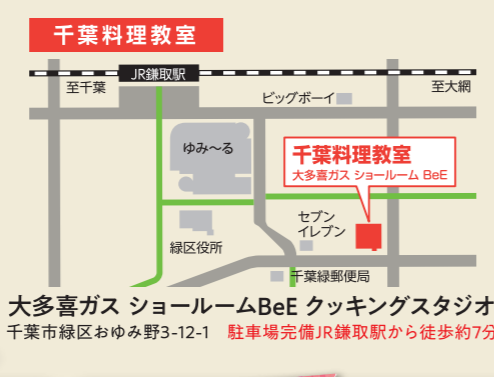 千葉料理教室
JR鎌取駅
至千葉
至大網
ビッグボーイ
ゆみ～る
千葉料理教室
大多喜ガス ショールーム BeE
セブン
イレブン
緑区役所
千葉緑郵便局
大多喜ガス ショールームBeE クッキングスタジオ
千葉市緑区おゆみ野3-12-1 駐車場完備JR鎌取駅から徒歩約7分